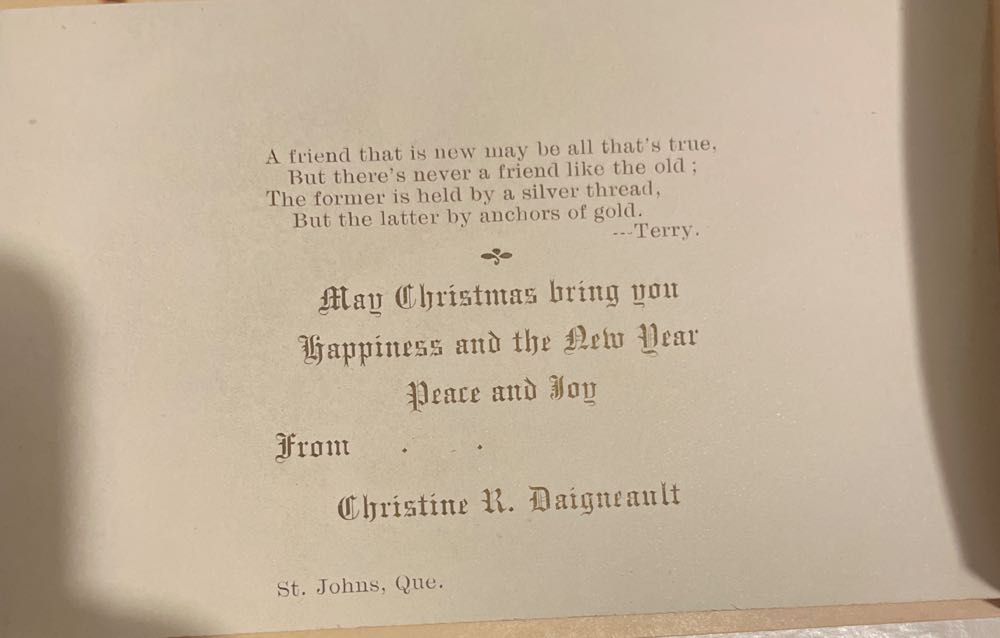 A friend that is new may be all that's true,
But there's never a friend like the old ;
The former is held by a silver thread,
But the latter by anchors of gold.
---Terry.
May Christmas bring you
Happiness and the New Year
Peace and Joy
From . .
Christine R. Daigneault
St. Johns, Que.